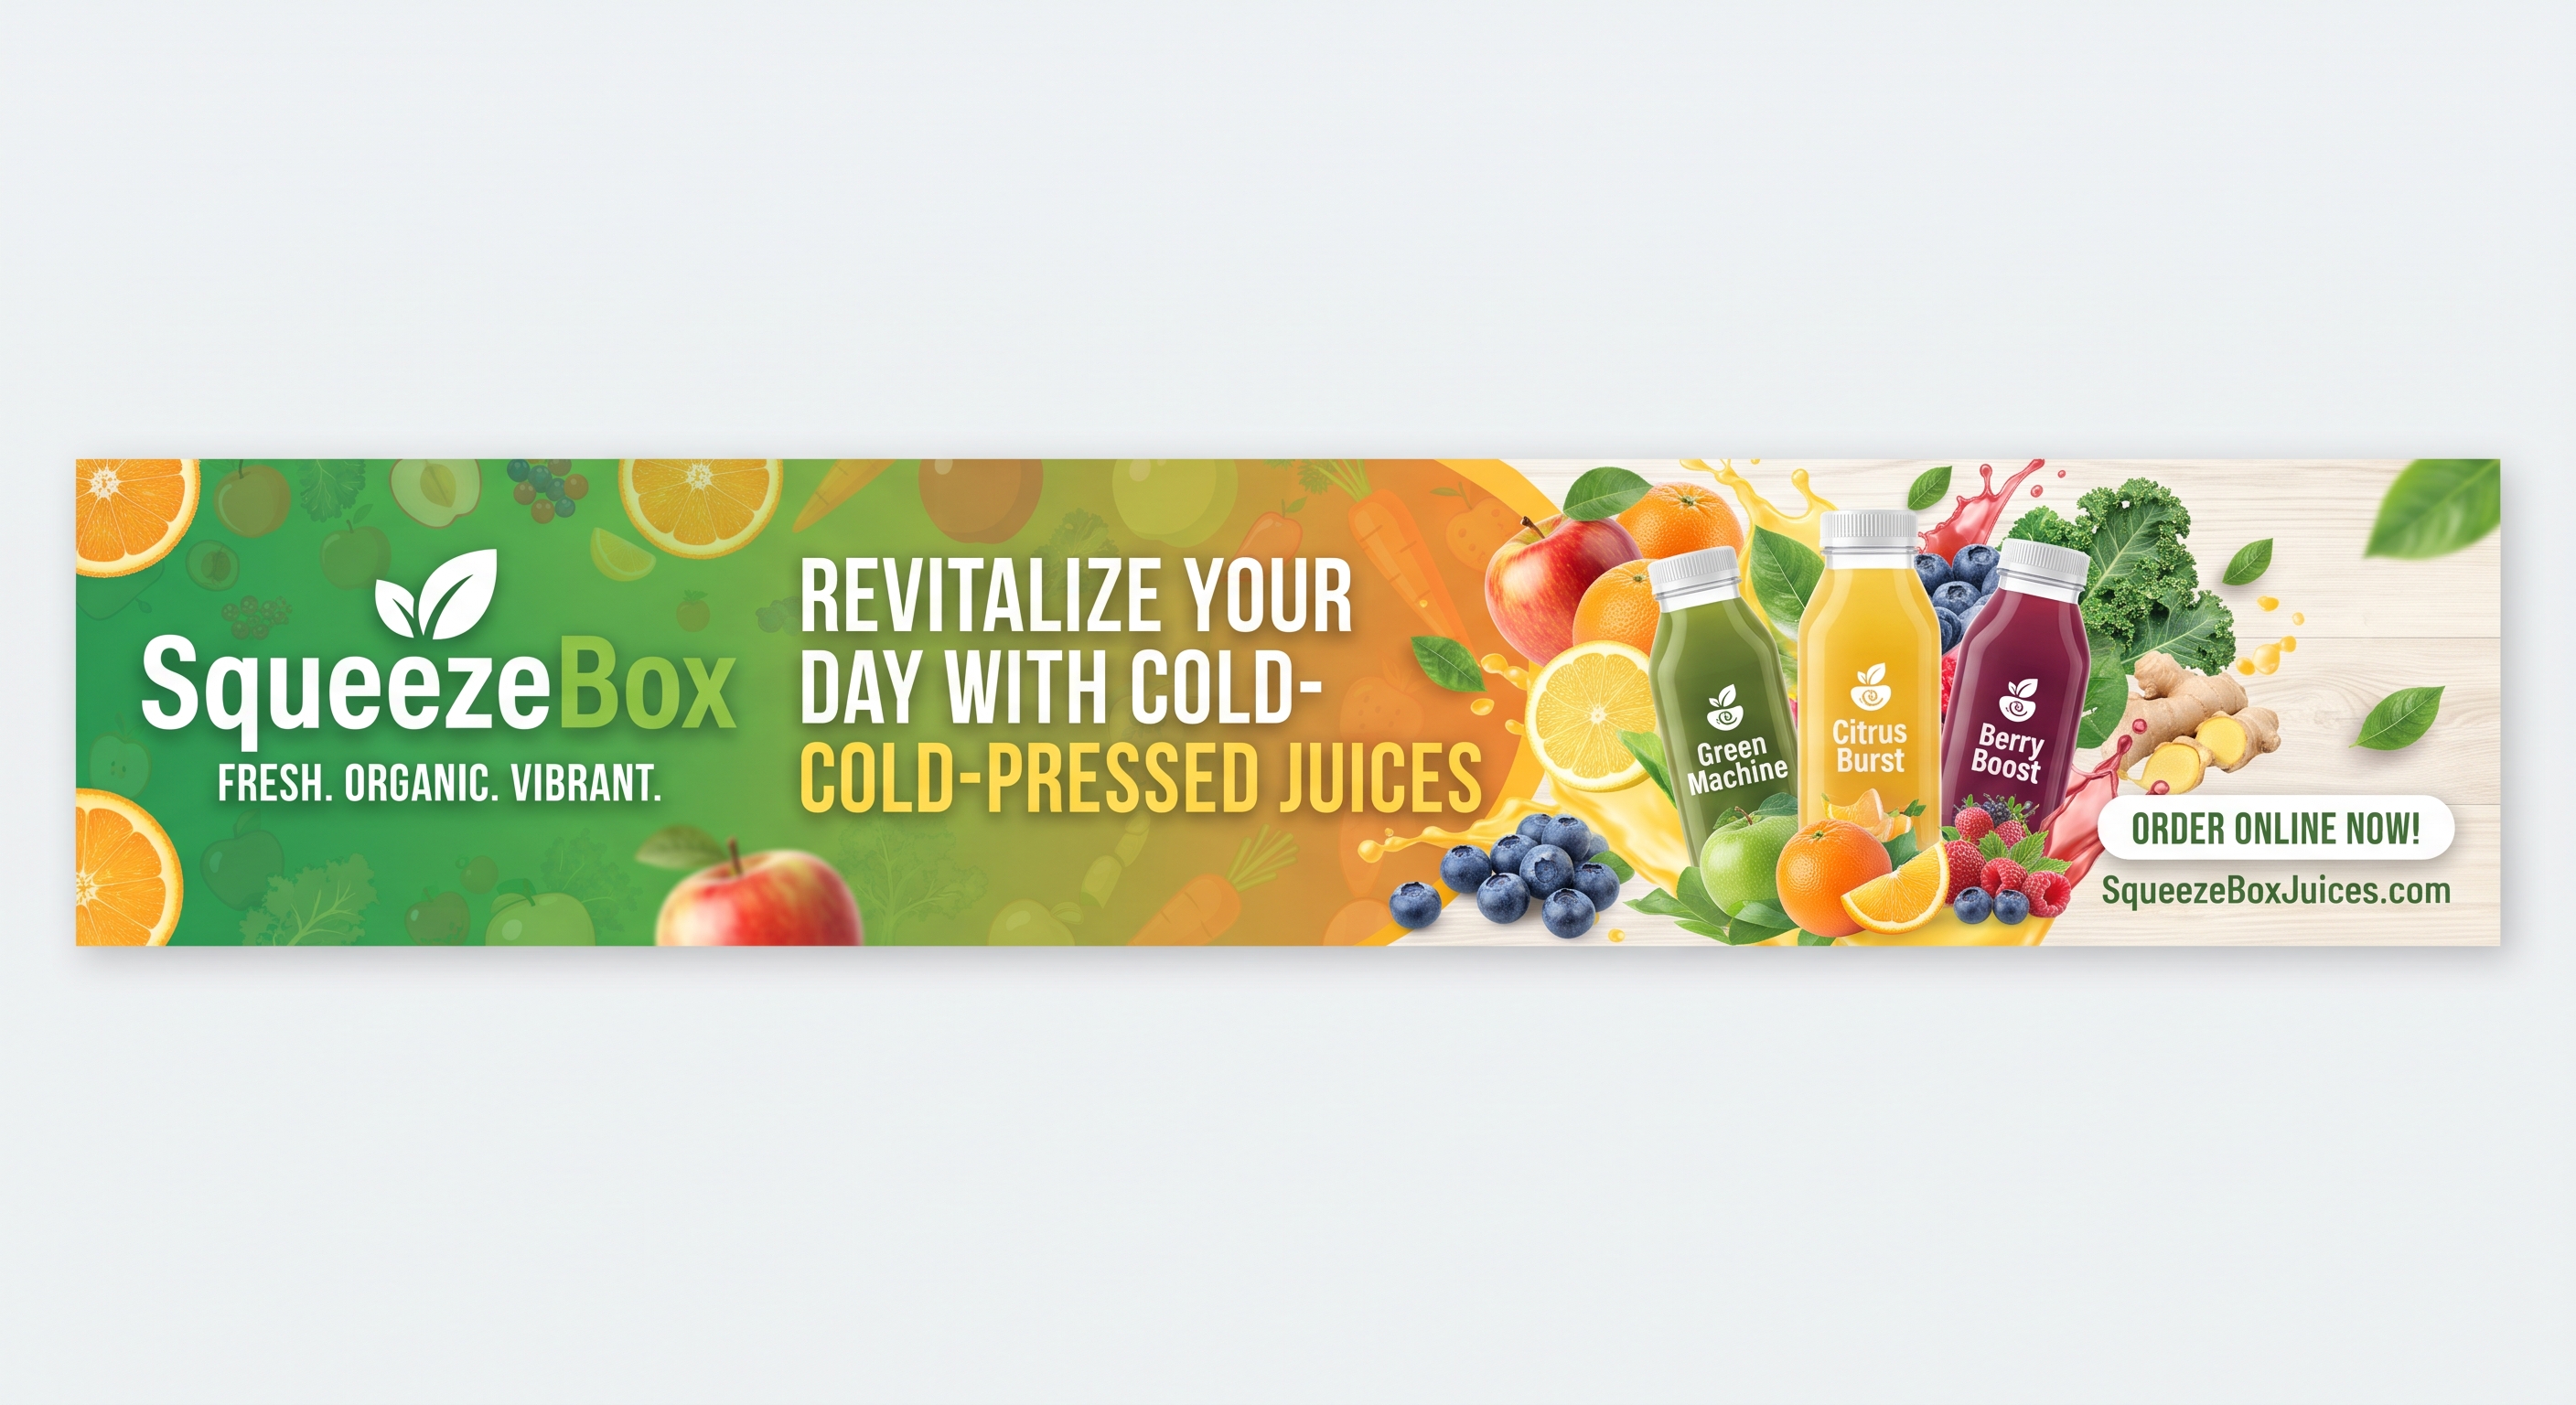 SqueezeBox
FRESH. ORGANIC. VIBRANT.
REVITALIZE YOUR
DAY WITH COLD-
COLD-PRESSED JUICES
Green
Machine
Citrus
Burst
Berry
Boost
ORDER ONLINE NOW!
SqueezeBoxJuices.com